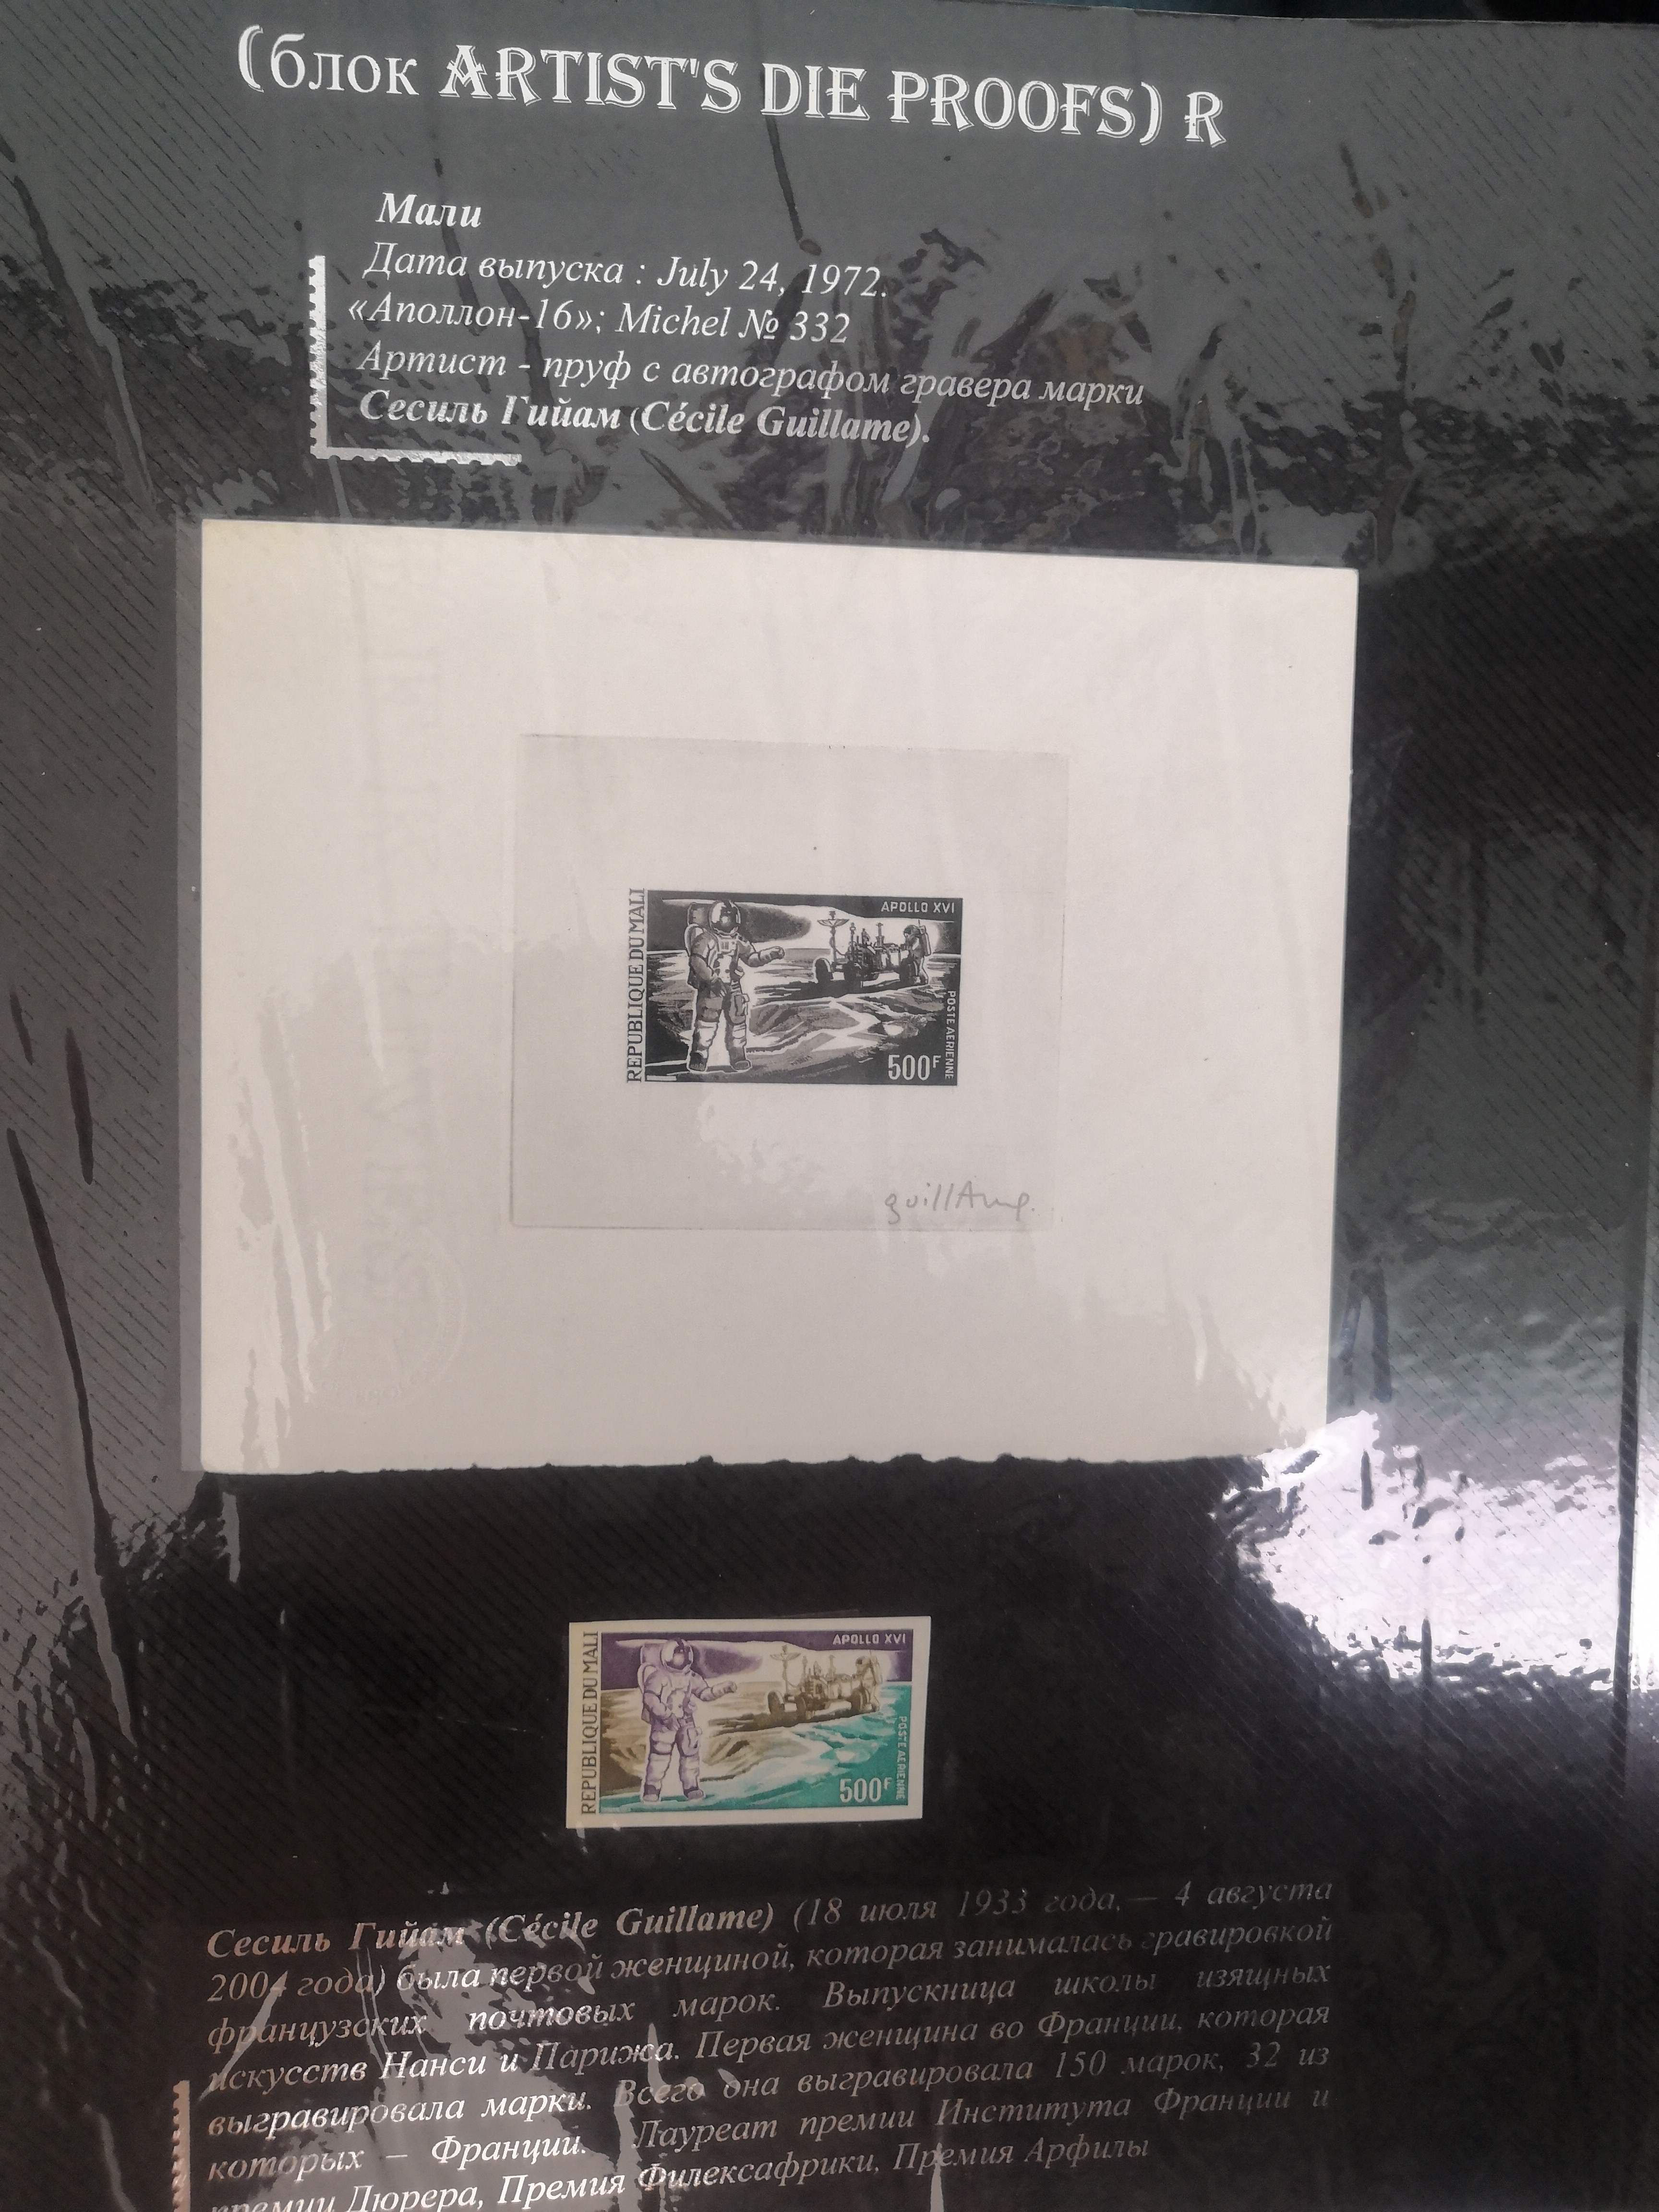 (блок ARTIST'S DIE PROOFS) R
Мали
Дата выпуска : July 24, 1972.
«Аполлон-16»; Michel № 332
Артист - пруф с автографом гравера марки
Сесиль Гийам (Cécile Guillame).
APOLLO XVI
REPUBLIQUE DU MALI
POSTE AERIENNE
500F
guillAme.
APOLLO XVI
REPUBLIQUE DU MALI
POSTE AERIENNE
500F
Сесиль Гийам (Cécile Guillame) (18 июля 1933 года,— 4 августа
2004 года) была первой женщиной, которая занималась гравировкой
французских почтовых марок. Выпускница школы изящных
искусств Нанси и Парижа. Первая женщина во Франции, которая
выгравировала марки. Всего она выгравировала 150 марок, 32 из
которых – Франции. Лауреат премии Института Франции и
премии Дюрера, Премия Филексафрики, Премия Арфилы